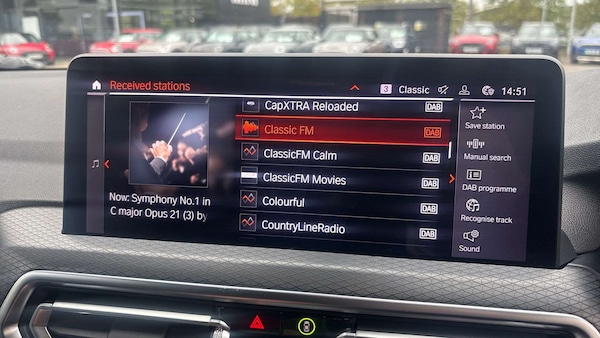 Received stations
3 Classic 14:51
CapXTRA Reloaded DAB
Classic FM DAB
ClassicFM Calm DAB
ClassicFM Movies DAB
Colourful DAB
CountryLineRadio DAB
Now: Symphony No.1 in
C major Opus 21 (3) by
Save station
Manual search
DAB programme
Recognise track
Sound